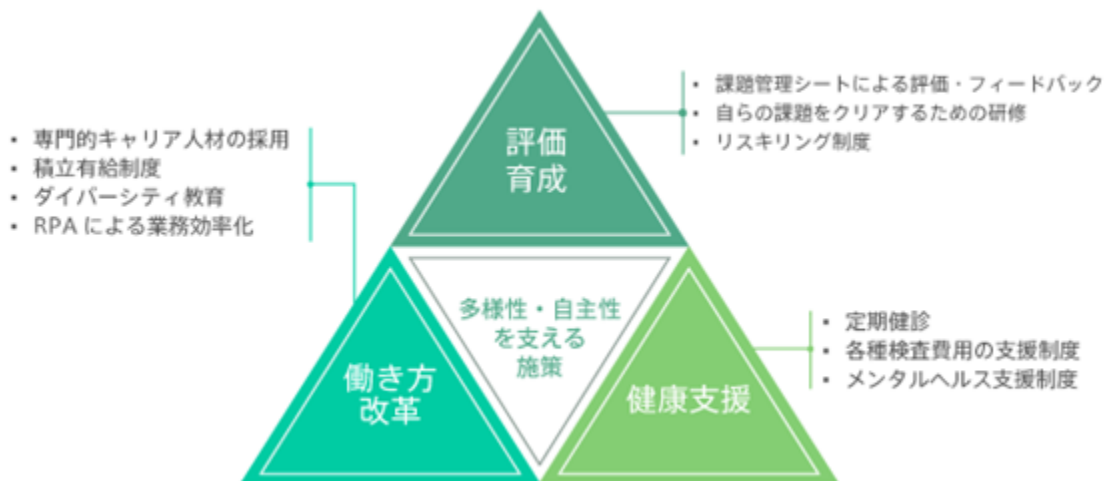 • 課題管理シートによる評価・フィードバック
• 自らの課題をクリアするための研修
• リスキリング制度
評価
育成
• 専門的キャリア人材の採用
• 積立有給制度
• ダイバーシティ教育
• RPA による業務効率化
働き方
改革
多様性・自主性
を支える
施策
健康支援
• 定期健診
• 各種検査費用の支援制度
• メンタルヘルス支援制度